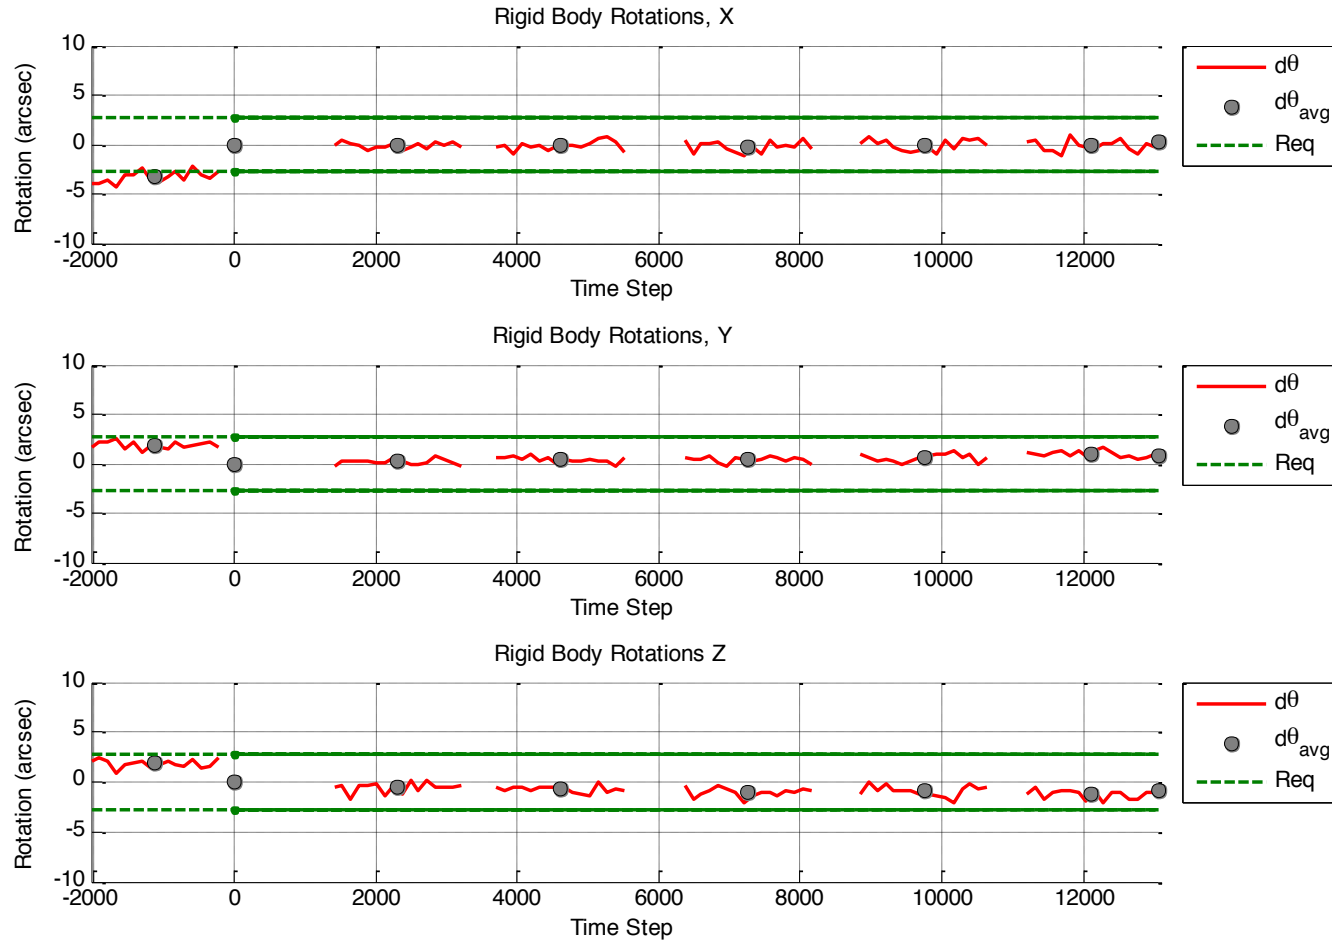 Rigid Body Rotations, X
Rotation (arcsec)
10
5
0
-5
-10
-2000 0 2000 4000 6000 8000 10000 12000
Time Step
dθ
dθavg
Req
Rigid Body Rotations, Y
Rotation (arcsec)
10
5
0
-5
-10
-2000 0 2000 4000 6000 8000 10000 12000
Time Step
dθ
dθavg
Req
Rigid Body Rotations Z
Rotation (arcsec)
10
5
0
-5
-10
-2000 0 2000 4000 6000 8000 10000 12000
Time Step
dθ
dθavg
Req